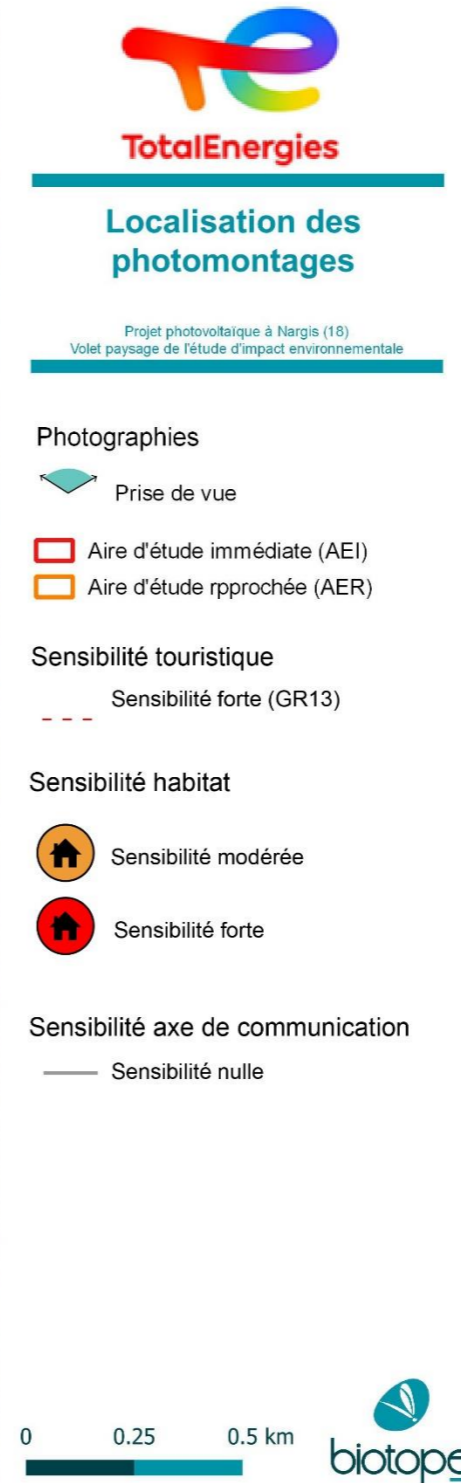 TotalEnergies
Localisation des
photomontages
Projet photovoltaïque à Nargis (18)
Volet paysage de l'étude d'impact environnementale
Photographies
Prise de vue
Aire d'étude immédiate (AEI)
Aire d'étude rpprochée (AER)
Sensibilité touristique
Sensibilité forte (GR13)
Sensibilité habitat
Sensibilité modérée
Sensibilité forte
Sensibilité axe de communication
Sensibilité nulle
0 0.25 0.5 km
biotope